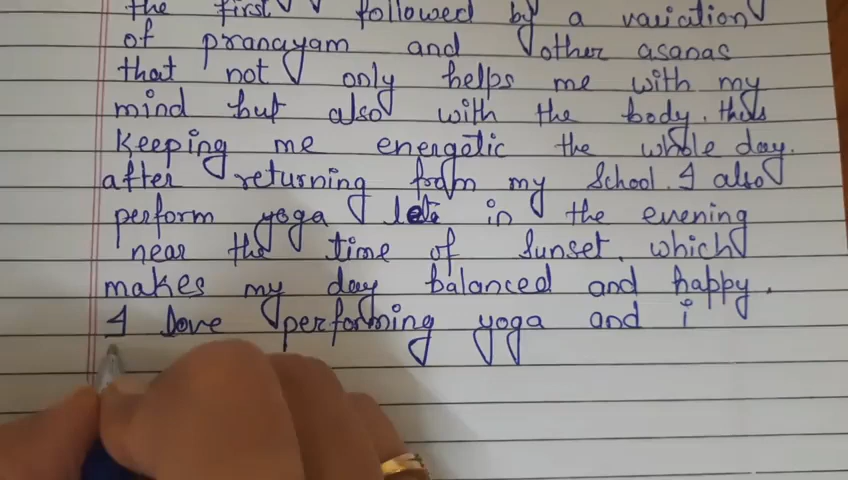 the first followed by a variation
of pranayam and other asanas
that not only helps me with my
mind but also with the body. thus
keeping me energetic the whole day.
after returning from my School. I also
perform yoga late in the evening
near the time of Sunset. which
makes my day balanced and happy.
I love performing yoga and i